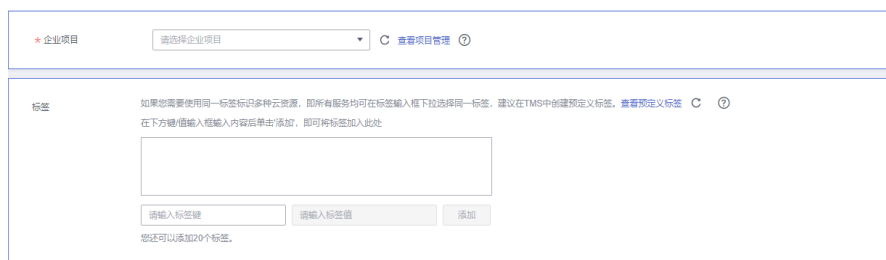 * 企业项目 请选择企业项目 查看项目管理 ?
标签 如果您需要使用同一标签标识多种云资源，即所有服务均可在标签输入框下拉选择同一标签，建议在TMS中创建预定义标签。查看预定义标签 ?
在下方键/值输入框输入内容后单击'添加'，即可将标签加入此处
请输入标签键 请输入标签值 添加
您还可以添加20个标签。